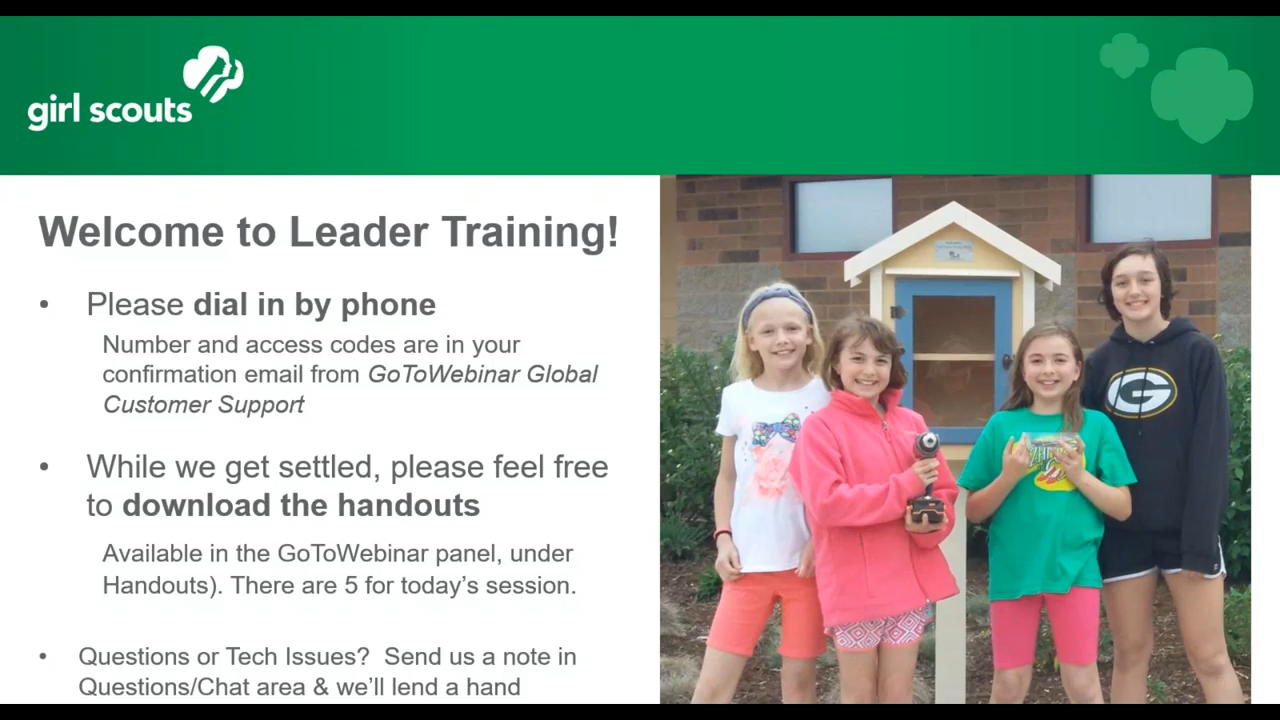 girl scouts
Welcome to Leader Training!
• Please dial in by phone
Number and access codes are in your
confirmation email from GoToWebinar Global
Customer Support
• While we get settled, please feel free
to download the handouts
Available in the GoToWebinar panel, under
Handouts). There are 5 for today's session.
• Questions or Tech Issues?  Send us a note in
Questions/Chat area & we'll lend a hand
G